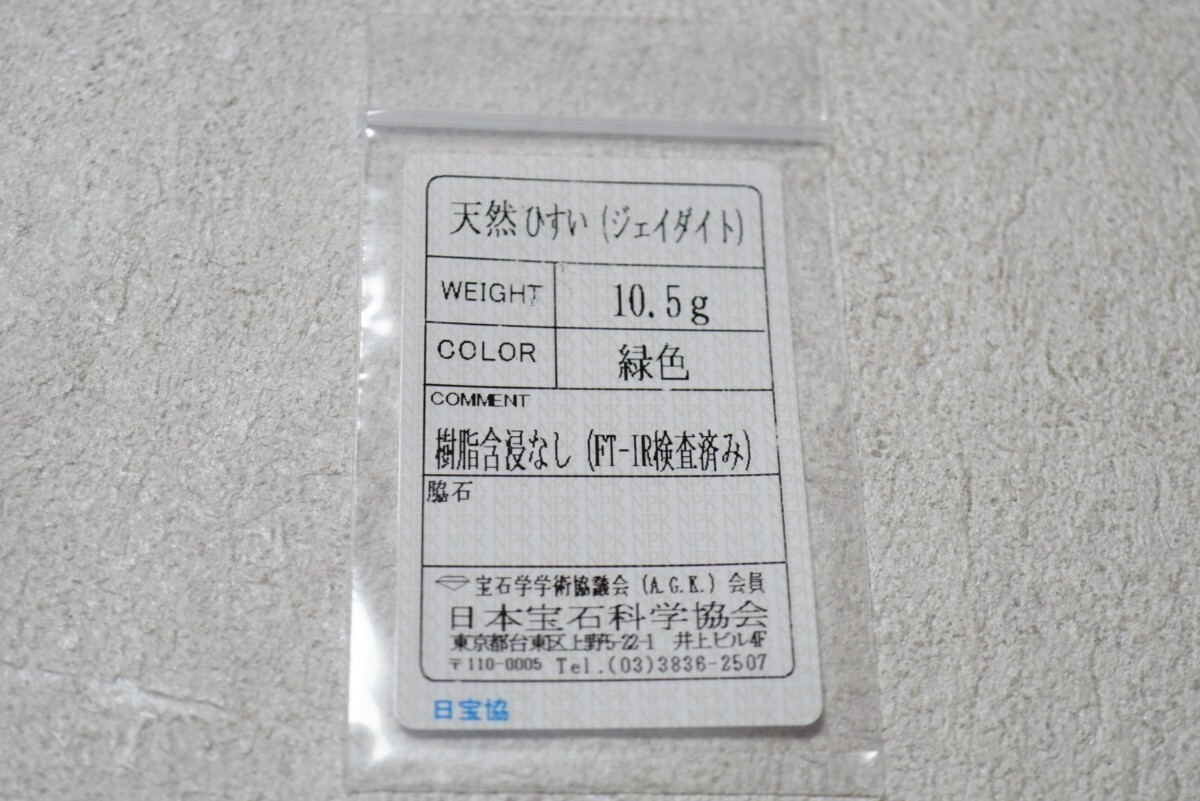 天然ひすい (ジェイダイト)
WEIGHT 10.5g
COLOR 緑色
COMMENT
樹脂含浸なし (FT-IR検査済み)
脇石
宝石学学術協議会 (A.G.K.) 会員
日本宝石科学協会
東京都台東区上野5-22-1 井上ビル4F
〒110-0005 Tel.(03)3836-2507
日宝協